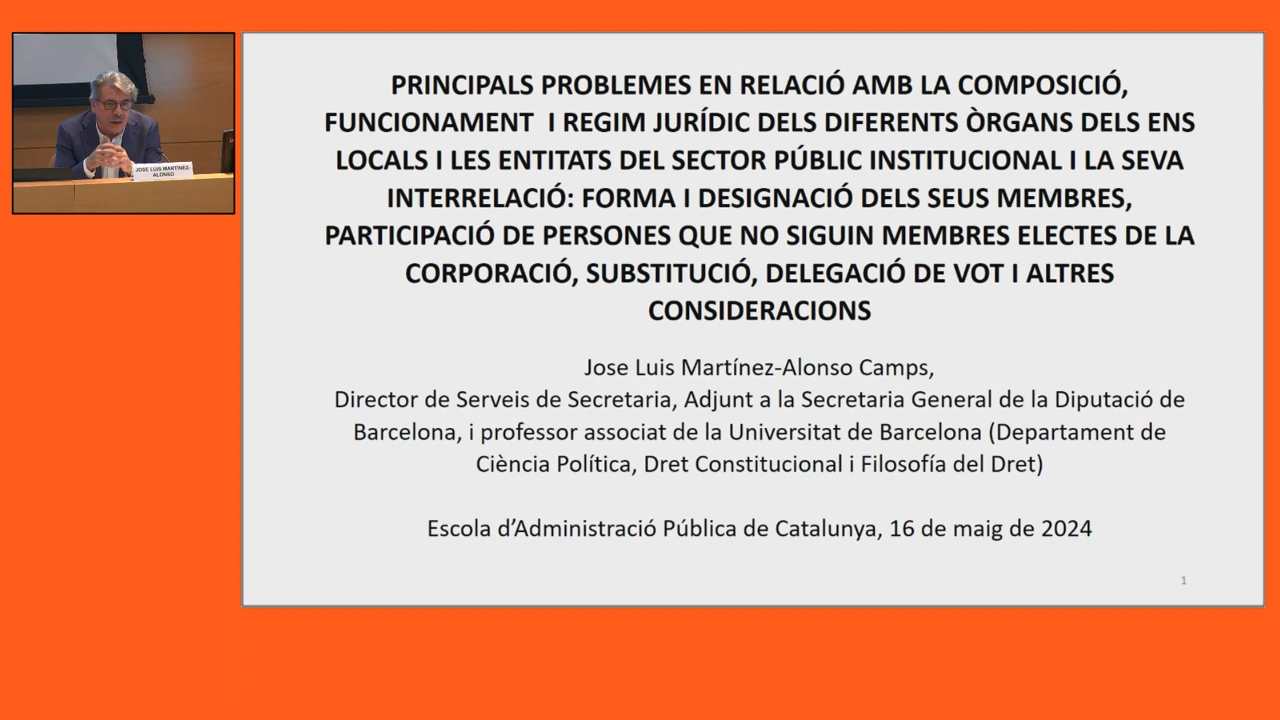 JOSE LUIS MARTÍNEZ-
ALONSO
PRINCIPALS PROBLEMES EN RELACIÓ AMB LA COMPOSICIÓ,
FUNCIONAMENT I REGIM JURÍDIC DELS DIFERENTS ÒRGANS DELS ENS
LOCALS I LES ENTITATS DEL SECTOR PÚBLIC INSTITUCIONAL I LA SEVA
INTERRELACIÓ: FORMA I DESIGNACIÓ DELS SEUS MEMBRES,
PARTICIPACIÓ DE PERSONES QUE NO SIGUIN MEMBRES ELECTES DE LA
CORPORACIÓ, SUBSTITUCIÓ, DELEGACIÓ DE VOT I ALTRES
CONSIDERACIONS
Jose Luis Martínez-Alonso Camps,
Director de Serveis de Secretaria, Adjunt a la Secretaria General de la Diputació de
Barcelona, i professor associat de la Universitat de Barcelona (Departament de
Ciència Política, Dret Constitucional i Filosofía del Dret)
Escola d’Administració Pública de Catalunya, 16 de maig de 2024
1